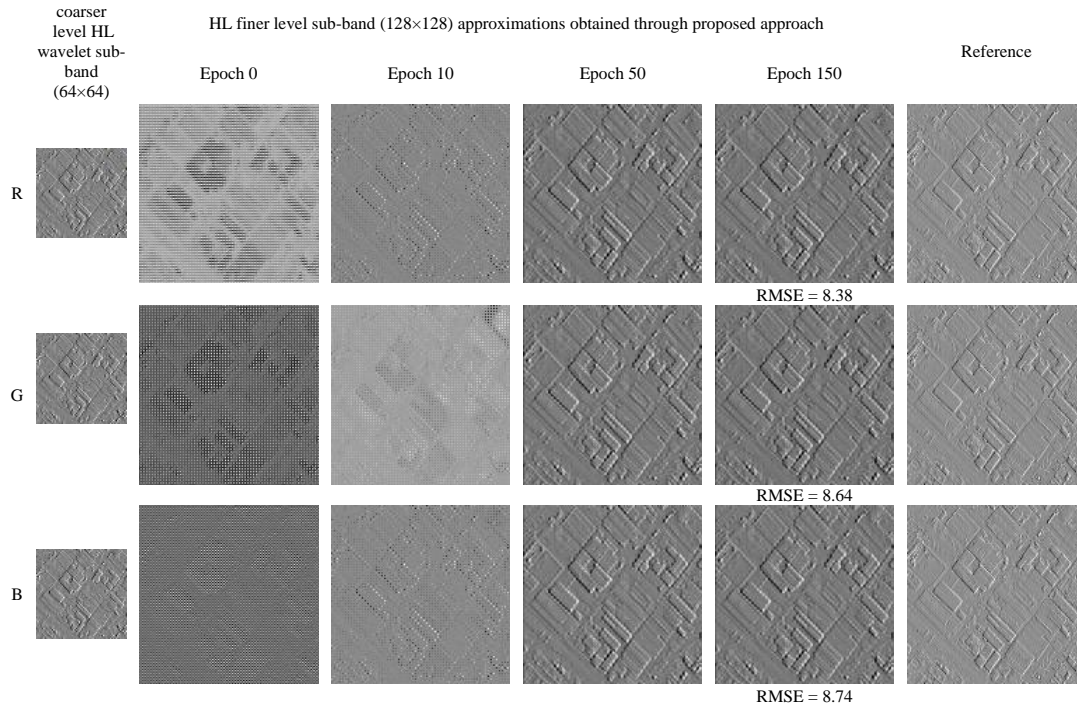 coarser
level HL
wavelet sub-
band
(64×64)
HL finer level sub-band (128×128) approximations obtained through proposed approach
Epoch 0
Epoch 10
Epoch 50
Epoch 150
Reference
R
RMSE = 8.38
G
RMSE = 8.64
B
RMSE = 8.74